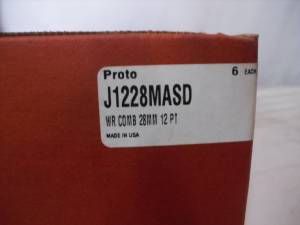 Proto 6 EACH
J1228MASD
WR COMB 28MM 12 PT
MADE IN USA